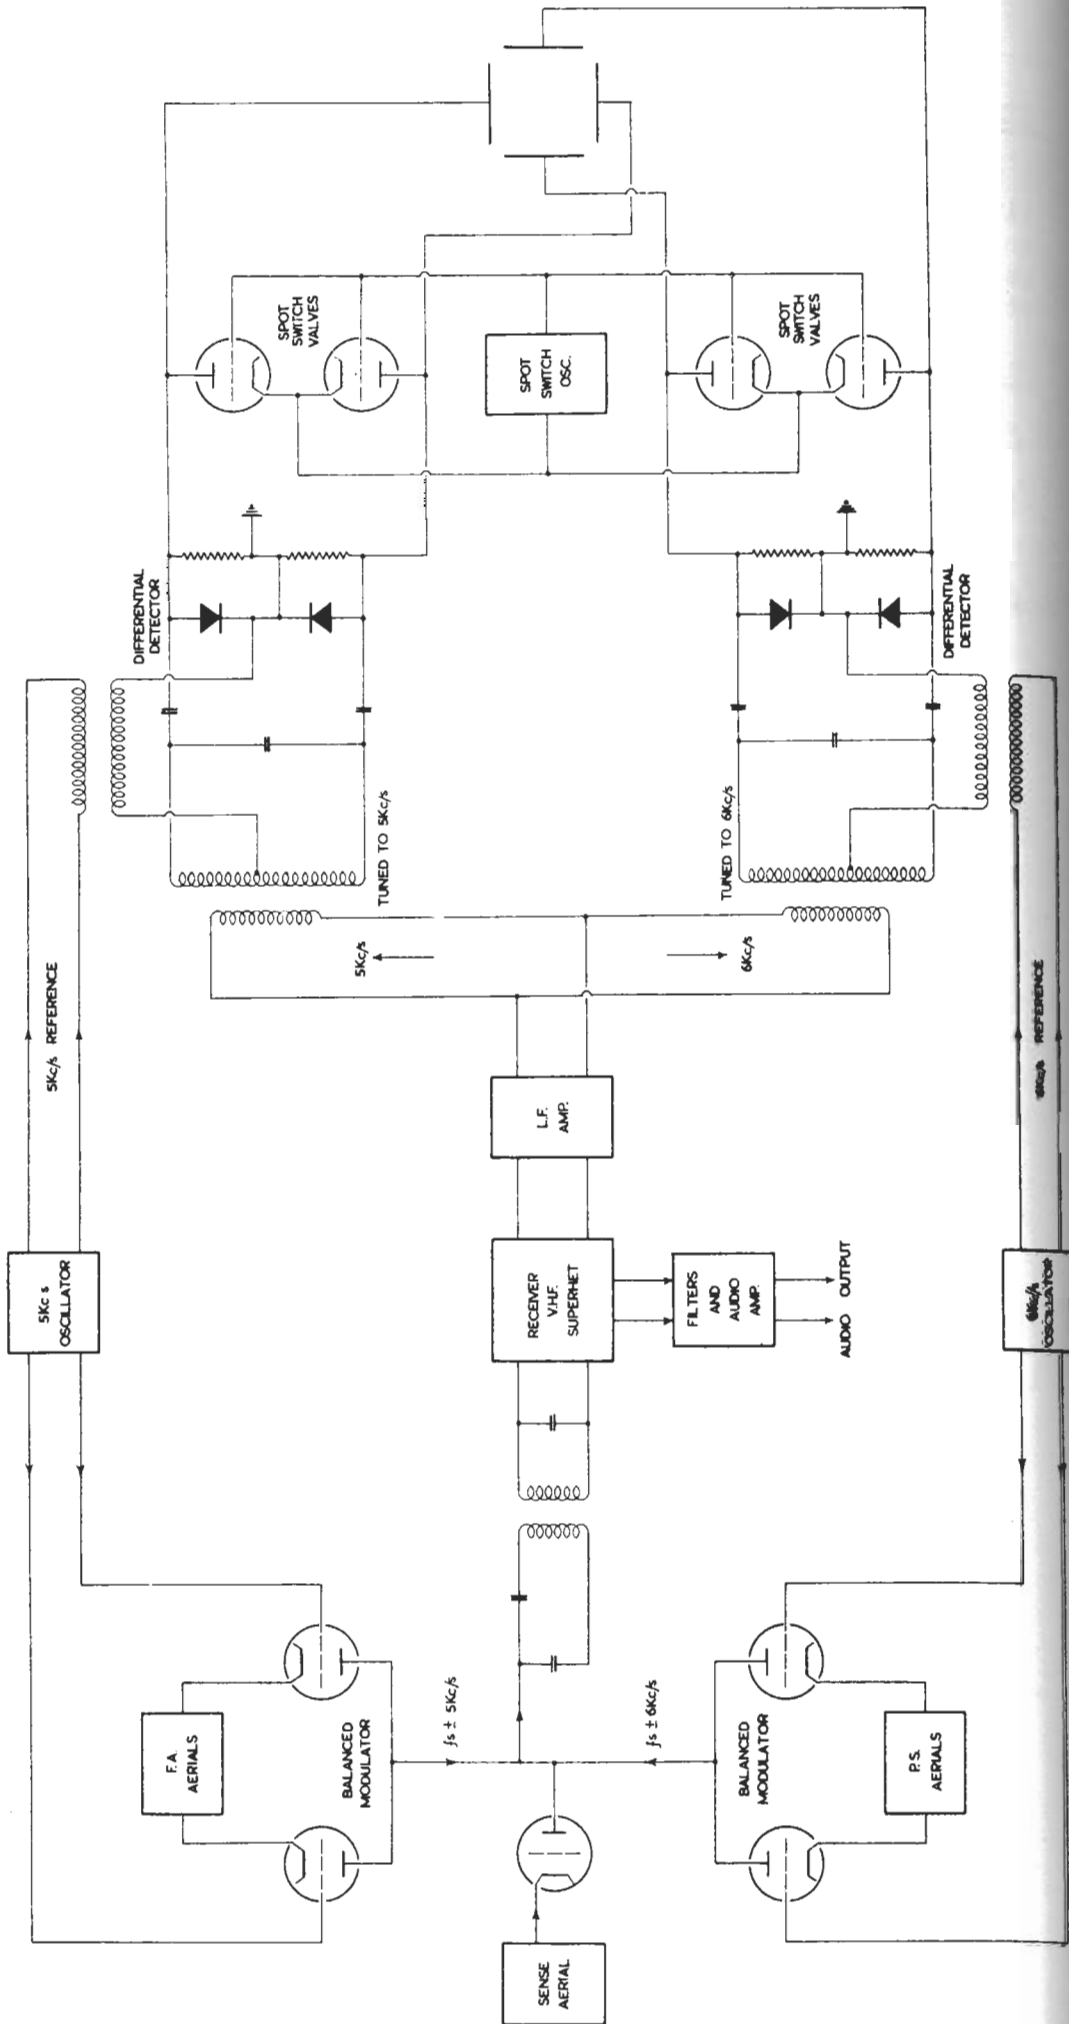 5Kc s
OSCILLATOR
5Kc/s REFERENCE
DIFFERENTIAL
DETECTOR
SPOT
SWITCH
VALVES
F.A.
AERIALS
BALANCED
MODULATOR
fs ± 5Kc/s
TUNED TO 5Kc/s
5Kc/s
SENSE
AERIAL
RECEIVER
V.H.F.
SUPERHET
L.F.
AMP.
SPOT
SWITCH
OSC.
FILTERS
AND
AUDIO
AMP.
AUDIO OUTPUT
fs ± 6Kc/s
6Kc/s
TUNED TO 6Kc/s
BALANCED
MODULATOR
P.S.
AERIALS
SPOT
SWITCH
VALVES
DIFFERENTIAL
DETECTOR
6Kc/s
OSCILLATOR
6Kc/s REFERENCE